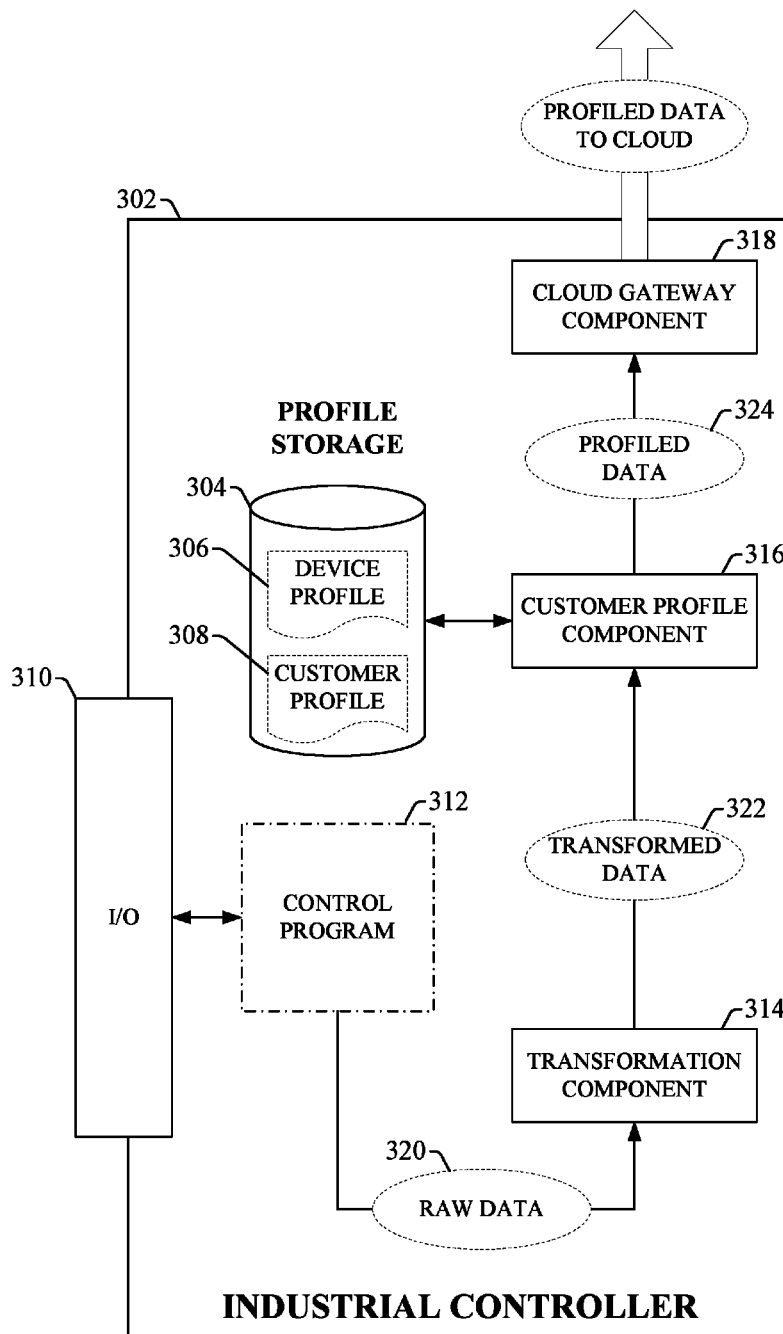 PROFILED DATA
TO CLOUD
302
318
CLOUD GATEWAY
COMPONENT
PROFILE
STORAGE
324
PROFILED
DATA
304
306
DEVICE
PROFILE
316
CUSTOMER PROFILE
COMPONENT
308
CUSTOMER
PROFILE
310
I/O
312
CONTROL
PROGRAM
322
TRANSFORMED
DATA
314
TRANSFORMATION
COMPONENT
320
RAW DATA
INDUSTRIAL CONTROLLER